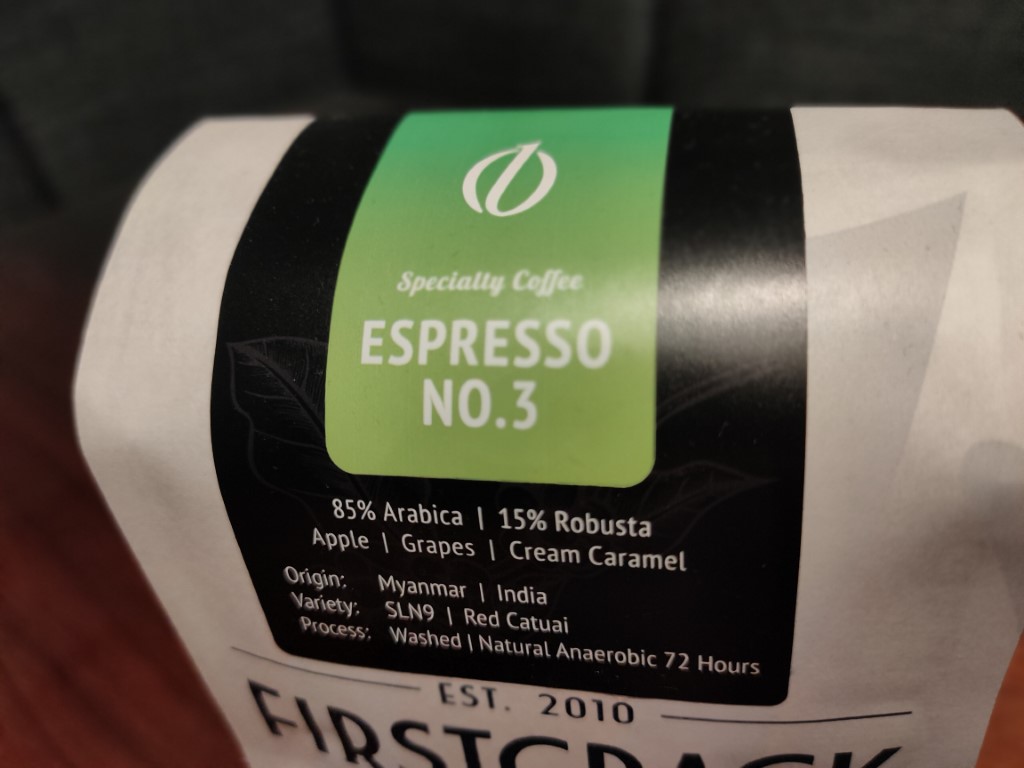 Specialty Coffee
ESPRESSO
NO.3
85% Arabica | 15% Robusta
Apple | Grapes | Cream Caramel
Origin: Myanmar | India
Variety: SLN9 | Red Catuai
Process: Washed | Natural Anaerobic 72 Hours
EST. 2010
FIRSTCRACK